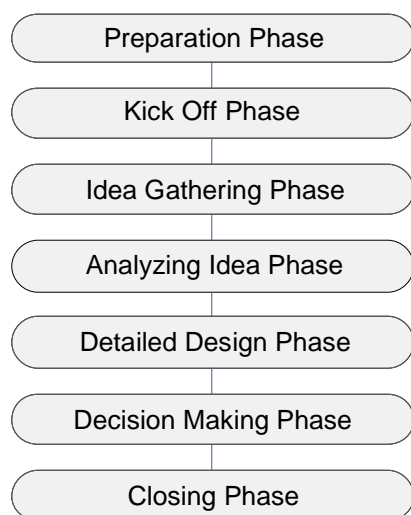 Preparation Phase
Kick Off Phase
Idea Gathering Phase
Analyzing Idea Phase
Detailed Design Phase
Decision Making Phase
Closing Phase